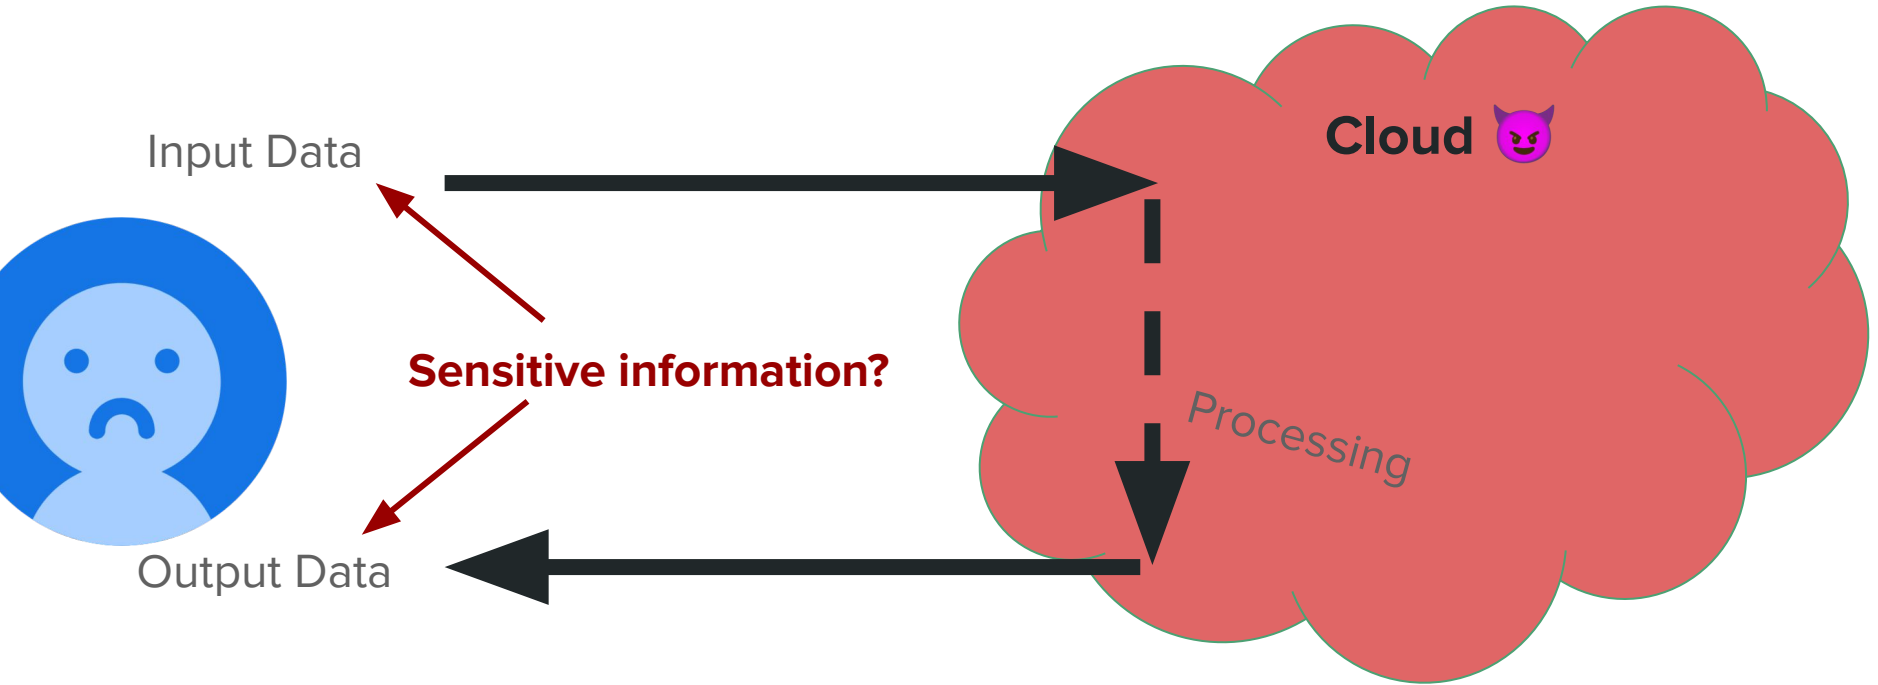 Cloud 😈
Input Data
Sensitive information?
Processing
Output Data